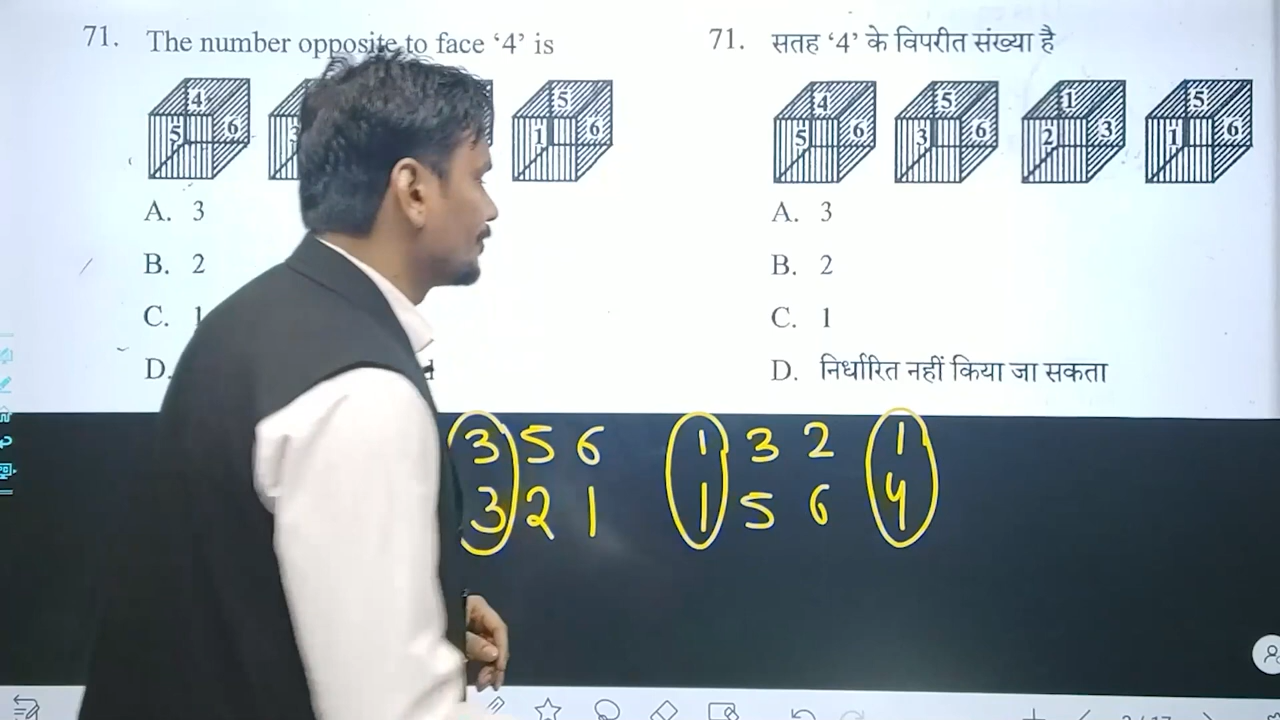 71. The number opposite to face ‘4’ is
4
5 6
3
5
1 6
A. 3
B. 2
C. 1
D.
71. सतह ‘4’ के विपरीत संख्या है
4 5 1 5
5 6 3 6 2 3 1 6
A. 3
B. 2
C. 1
D. निर्धारित नहीं किया जा सकता
3 5 6 1 3 2 1
3 2 1 1 5 6 4